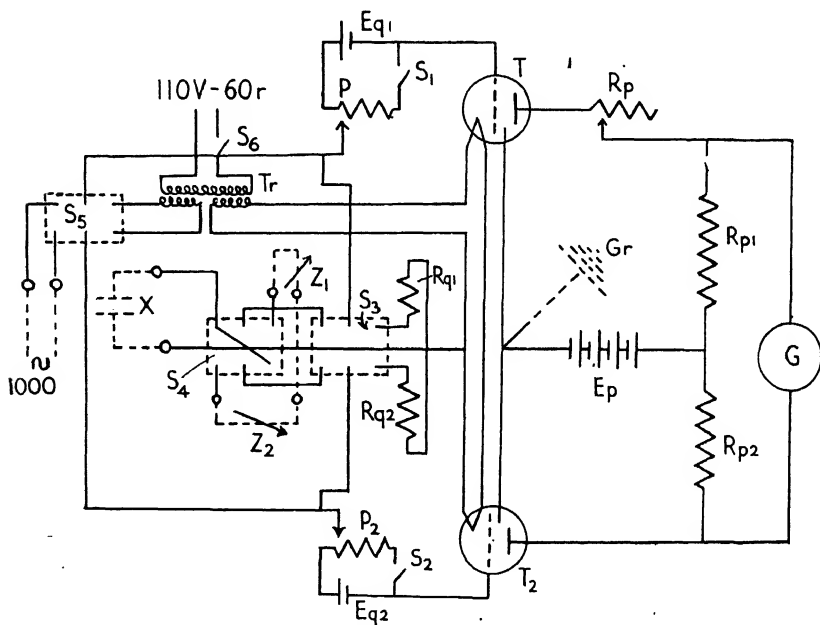 Eq1
T
Rp
P
S1
110V-60r
S6
Tr
S5
Gr
Rp1
Z1
Rq1
S3
X
G
1000
S4
Ep
Rq2
Z2
Rp2
P2
S2
T2
Eq2